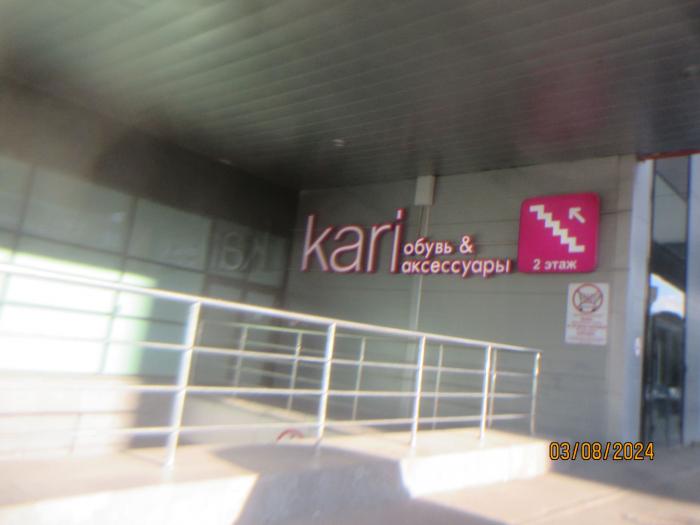 kari
обувь &
аксессуары
2 этаж
03/08/2024